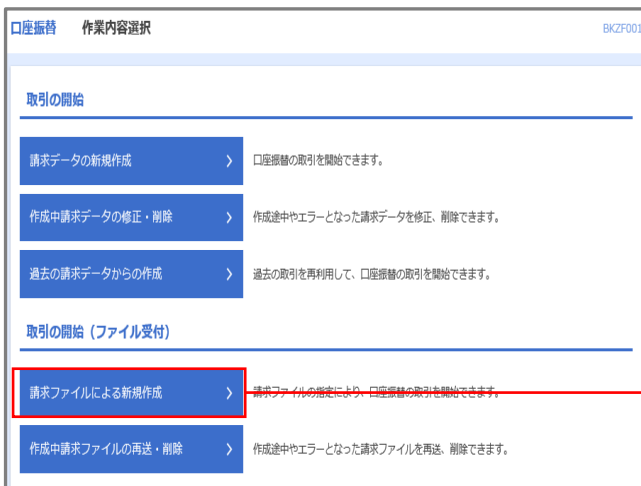 口座振替 作業内容選択 BKZF001
取引の開始
請求データの新規作成 口座振替の取引を開始できます。
作成中請求データの修正・削除 作成途中やエラーとなった請求データを修正、削除できます。
過去の請求データからの作成 過去の取引を再利用して、口座振替の取引を開始できます。
取引の開始（ファイル受付）
請求ファイルによる新規作成 請求ファイルの指定により、口座振替の取引を開始できます。
作成中請求ファイルの再送・削除 作成途中やエラーとなった請求ファイルを再送、削除できます。